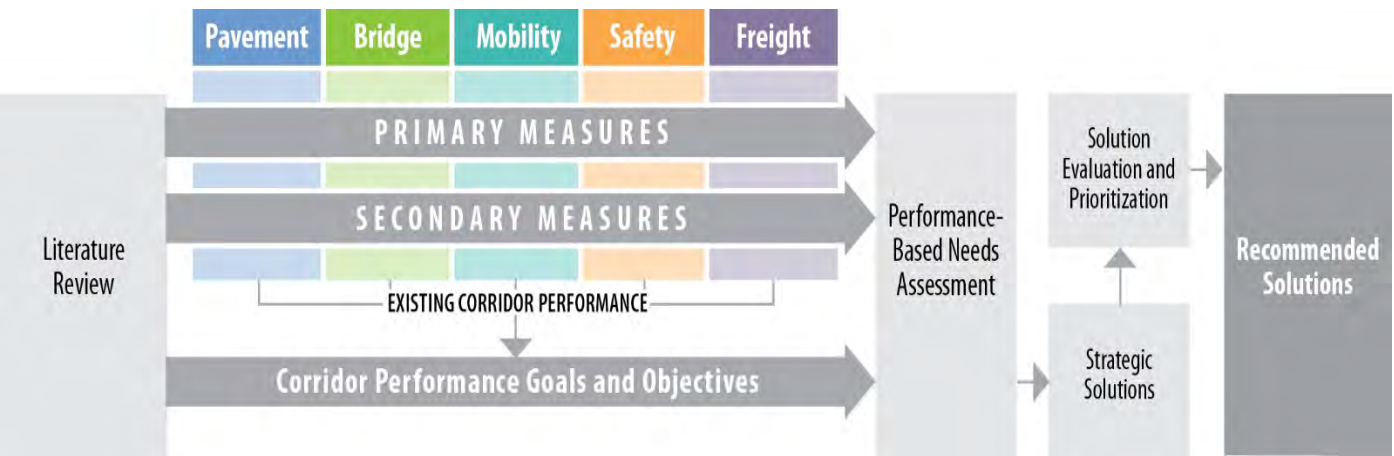 Pavement
Bridge
Mobility
Safety
Freight
PRIMARY MEASURES
SECONDARY MEASURES
Literature
Review
EXISTING CORRIDOR PERFORMANCE
Corridor Performance Goals and Objectives
Performance-
Based Needs
Assessment
Solution
Evaluation and
Prioritization
Strategic
Solutions
Recommended
Solutions